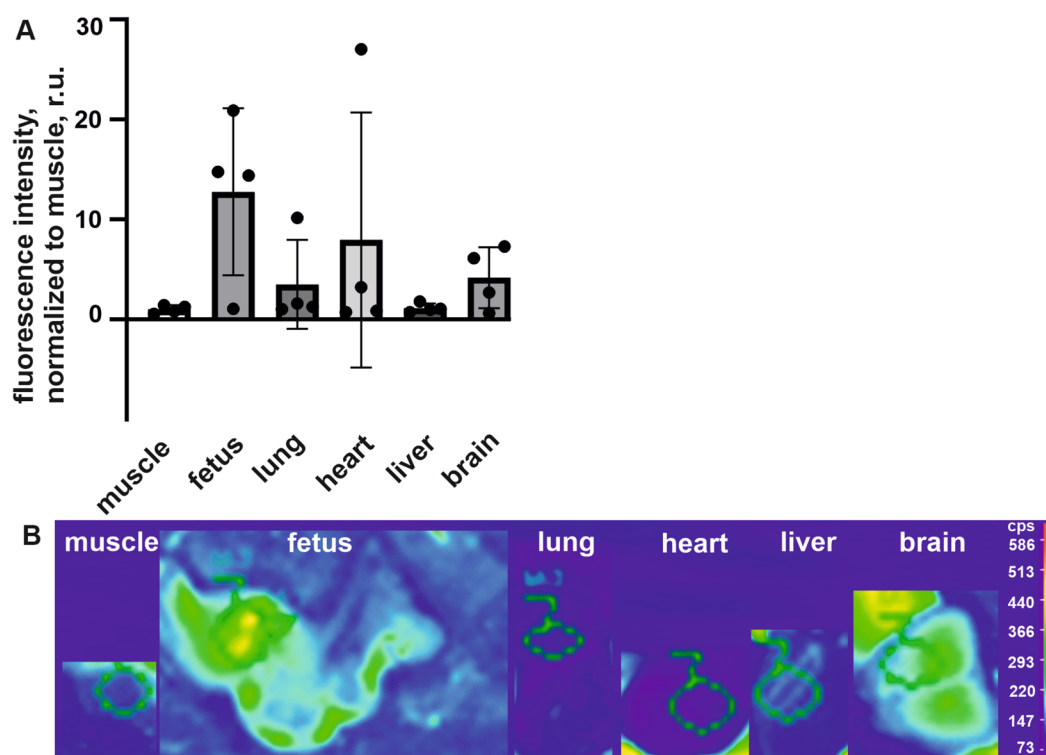 A
fluorescence intensity,
normalized to muscle, r.u.
30
20
10
0
muscle
fetus
lung
heart
liver
brain
B
muscle
fetus
lung
heart
liver
brain
cps
586
513
440
366
293
220
147
73